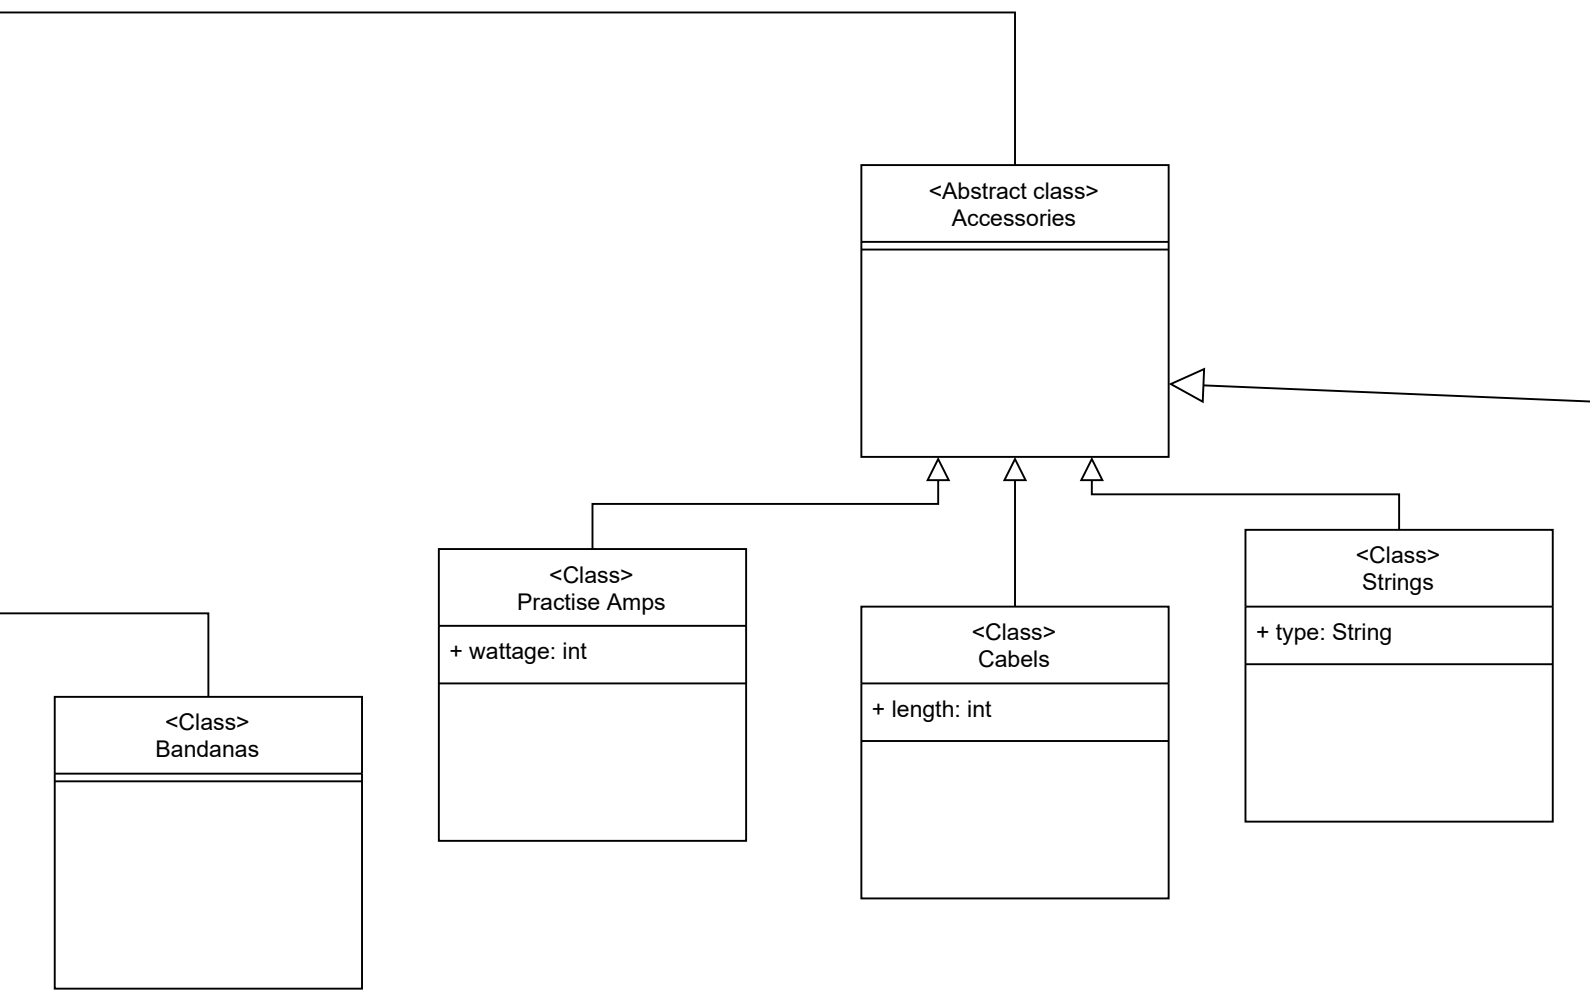 <Abstract class>
Accessories
<Class>
Practise Amps
+ wattage: int
<Class>
Cabels
+ length: int
<Class>
Strings
+ type: String
<Class>
Bandanas